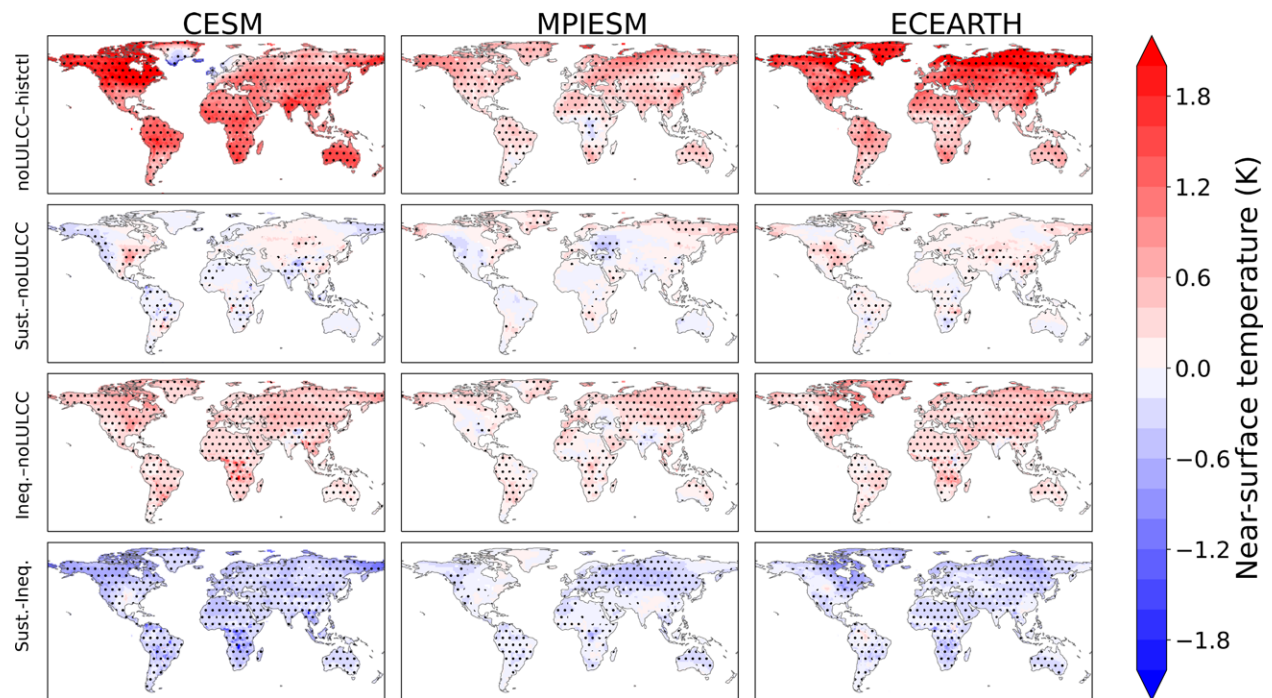 CESM MPIESM ECEARTH
noLULCC-histctl
Sust.-noLULCC
Ineq.-noLULCC
Sust.-Ineq.
1.8
1.2
0.6
0.0
−0.6
−1.2
−1.8
Near-surface temperature (K)